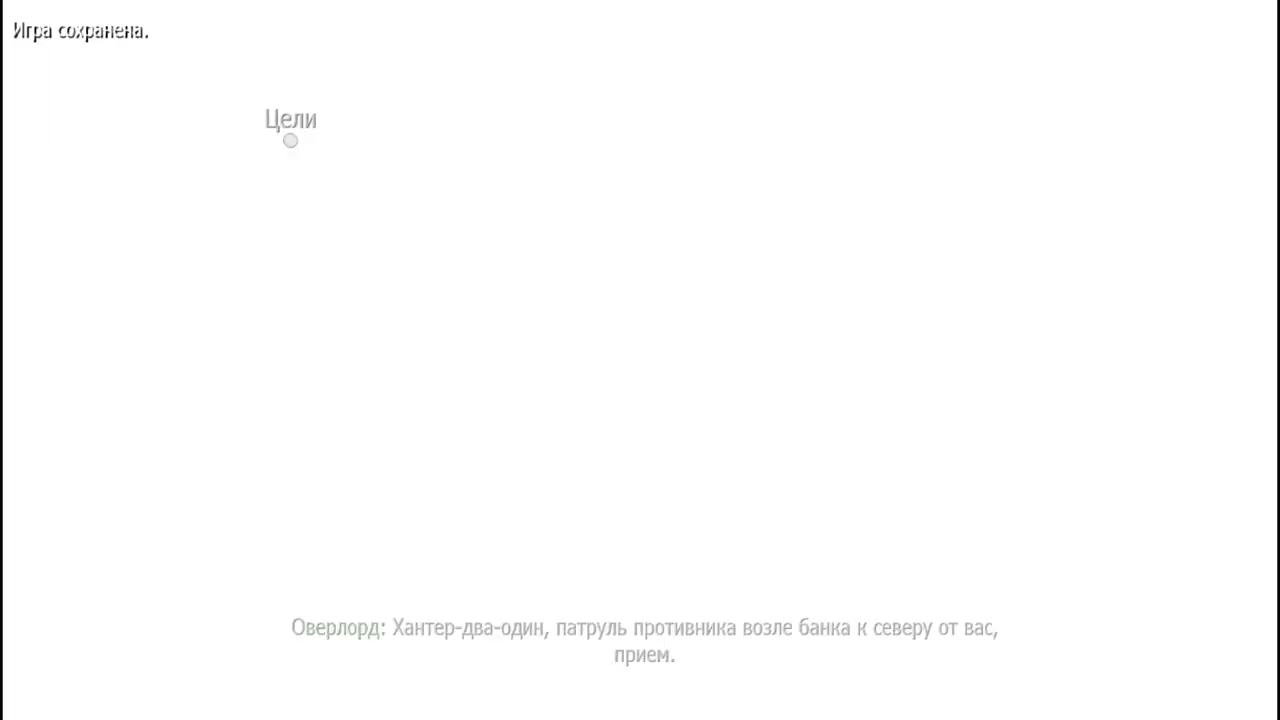 Игра сохранена.
Цели
Оверлорд: Хантер-два-один, патруль противника возле банка к северу от вас,
прием.